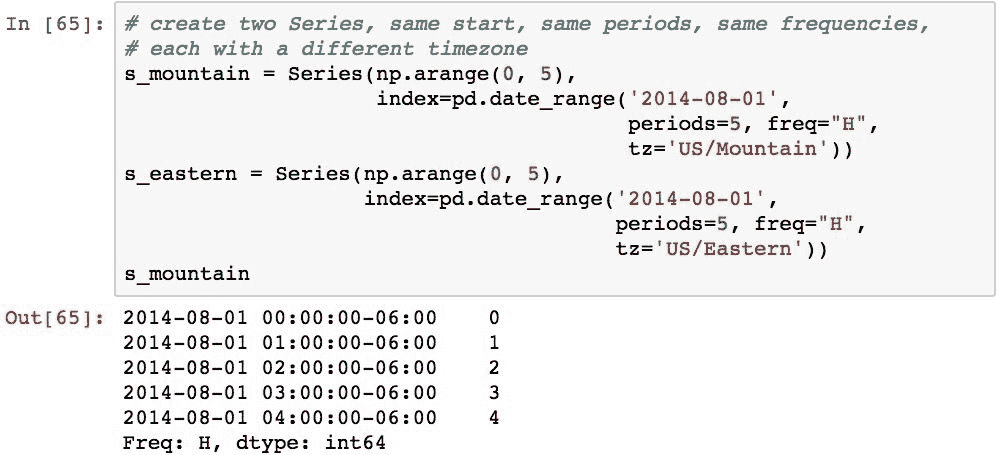 In [65]: # create two Series, same start, same periods, same frequencies,
# each with a different timezone
s_mountain = Series(np.arange(0, 5),
index=pd.date_range('2014-08-01',
periods=5, freq="H",
tz='US/Mountain'))
s_eastern = Series(np.arange(0, 5),
index=pd.date_range('2014-08-01',
periods=5, freq="H",
tz='US/Eastern'))
s_mountain
Out[65]: 2014-08-01 00:00:00-06:00    0
2014-08-01 01:00:00-06:00    1
2014-08-01 02:00:00-06:00    2
2014-08-01 03:00:00-06:00    3
2014-08-01 04:00:00-06:00    4
Freq: H, dtype: int64